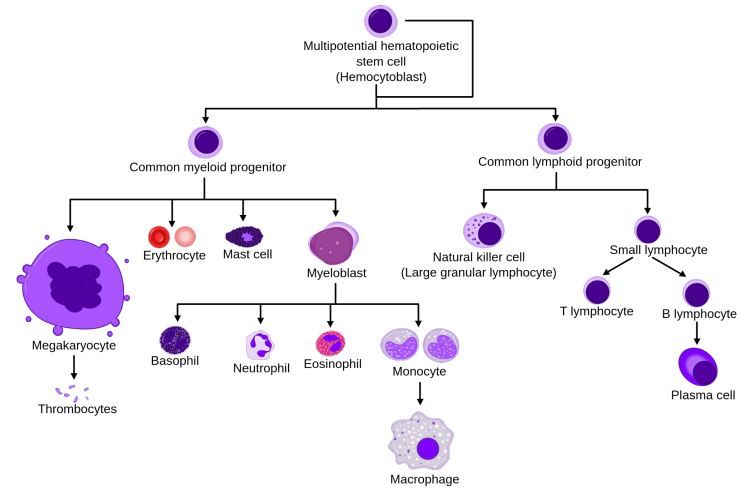 Multipotential hematopoietic
stem cell
(Hemocytoblast)
Common myeloid progenitor
Common lymphoid progenitor
Erythrocyte
Mast cell
Myeloblast
Natural killer cell
(Large granular lymphocyte)
Small lymphocyte
T lymphocyte
B lymphocyte
Megakaryocyte
Basophil
Neutrophil
Eosinophil
Monocyte
Plasma cell
Thrombocytes
Macrophage